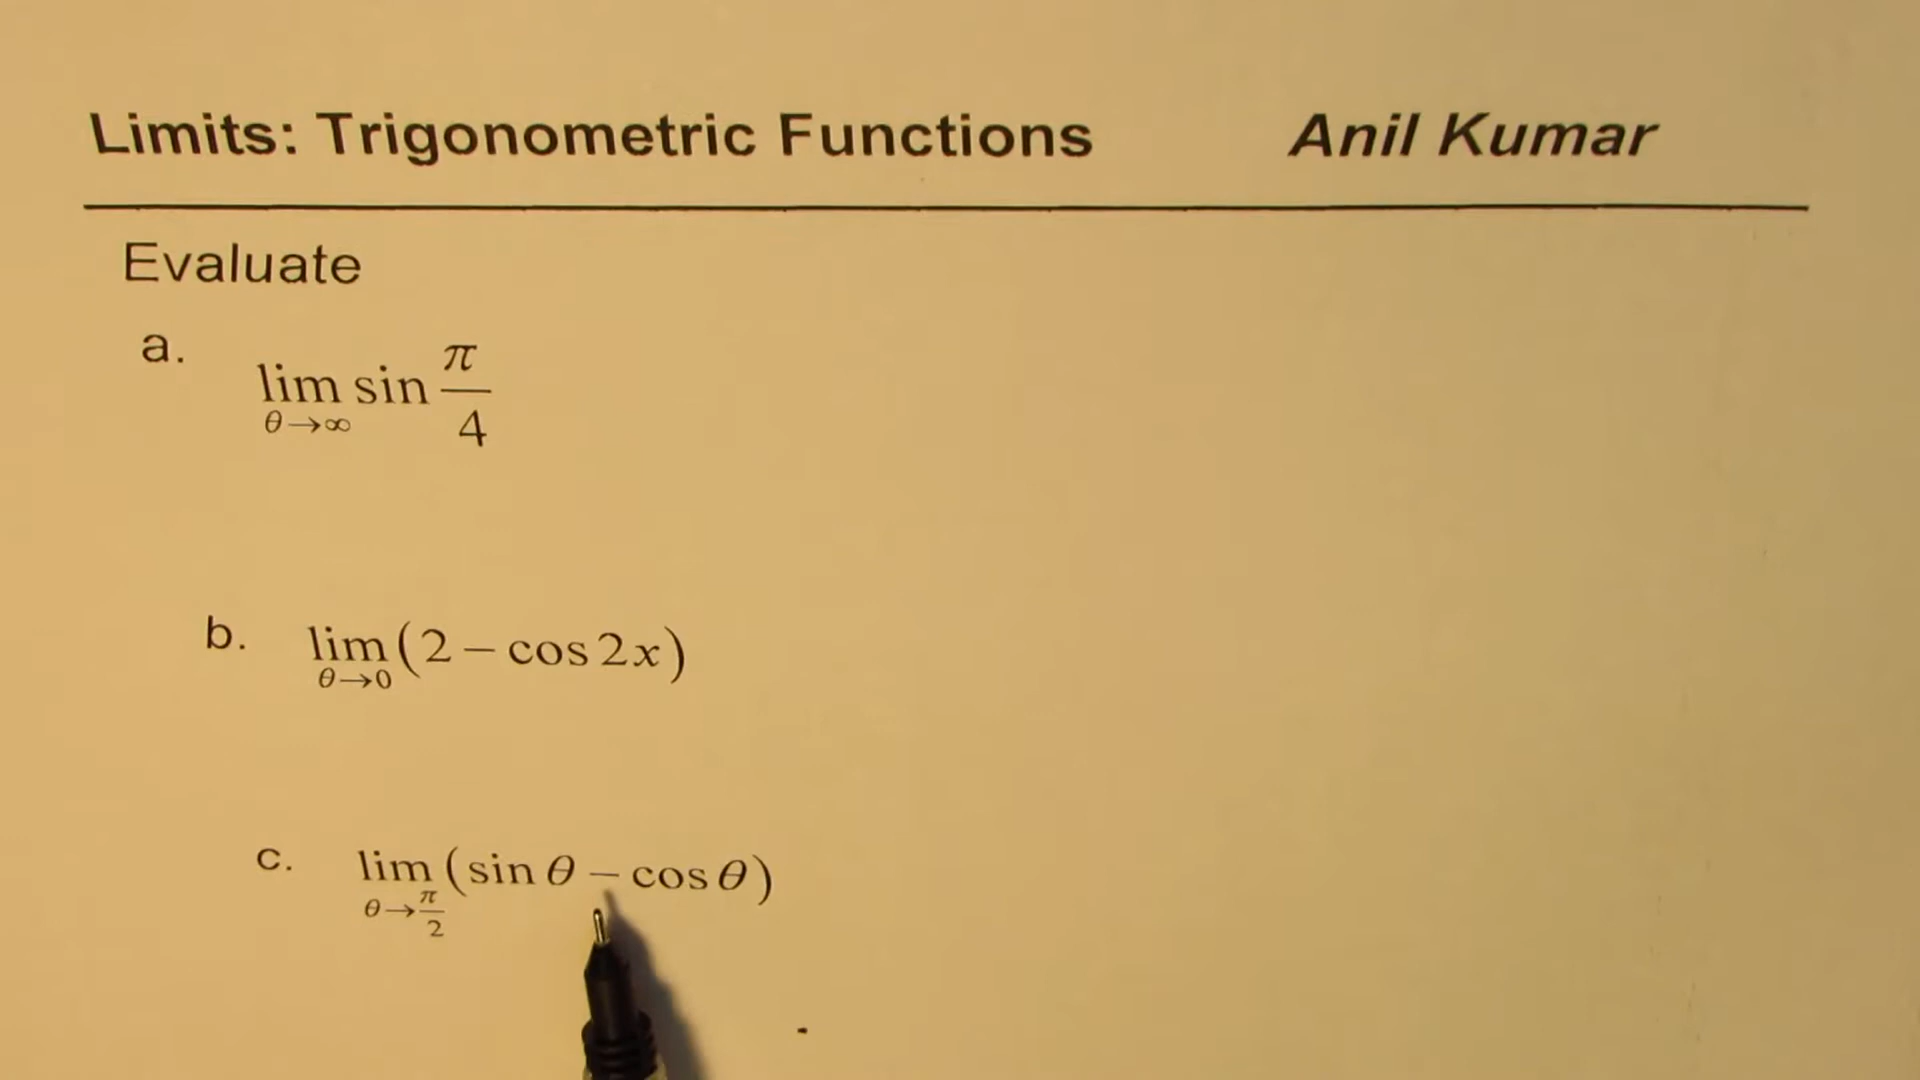 Limits: Trigonometric Functions Anil Kumar
Evaluate
a. lim θ→∞ sin π/4
b. lim θ→0 (2 − cos 2x)
c. lim θ→π/2 (sin θ − cos θ)